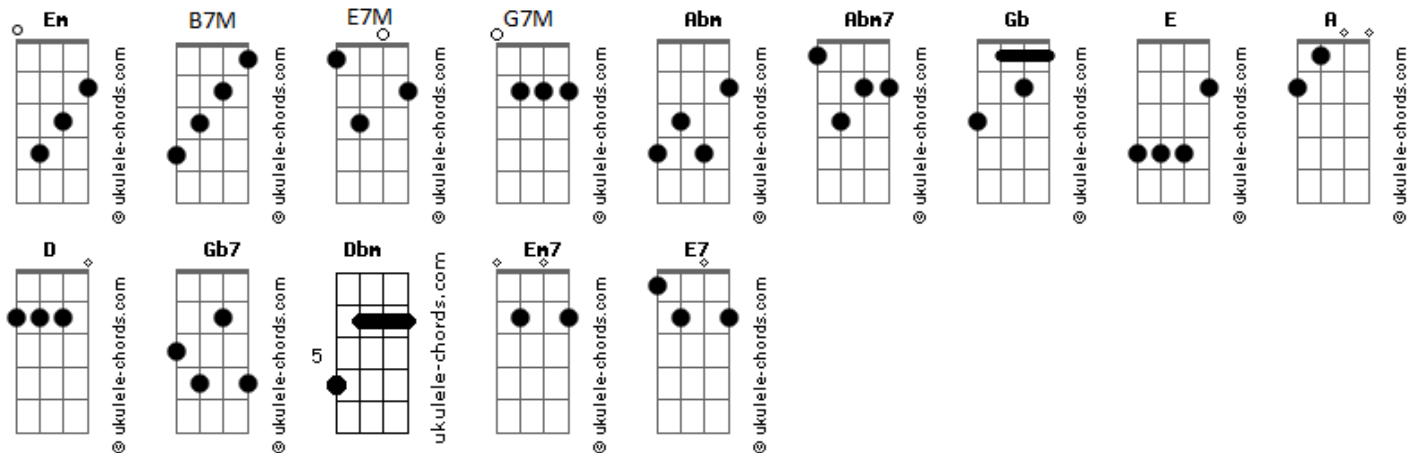 Em B7M E7M G7M Abm Abm7 Gb E A
© ukulele-chords.com © ukulele-chords.com © ukulele-chords.com © ukulele-chords.com © ukulele-chords.com © ukulele-chords.com © ukulele-chords.com © ukulele-chords.com © ukulele-chords.com
D Gb7 Dbm Em7 E7
5
© ukulele-chords.com © ukulele-chords.com ukulele-chords.com © ukulele-chords.com © ukulele-chords.com